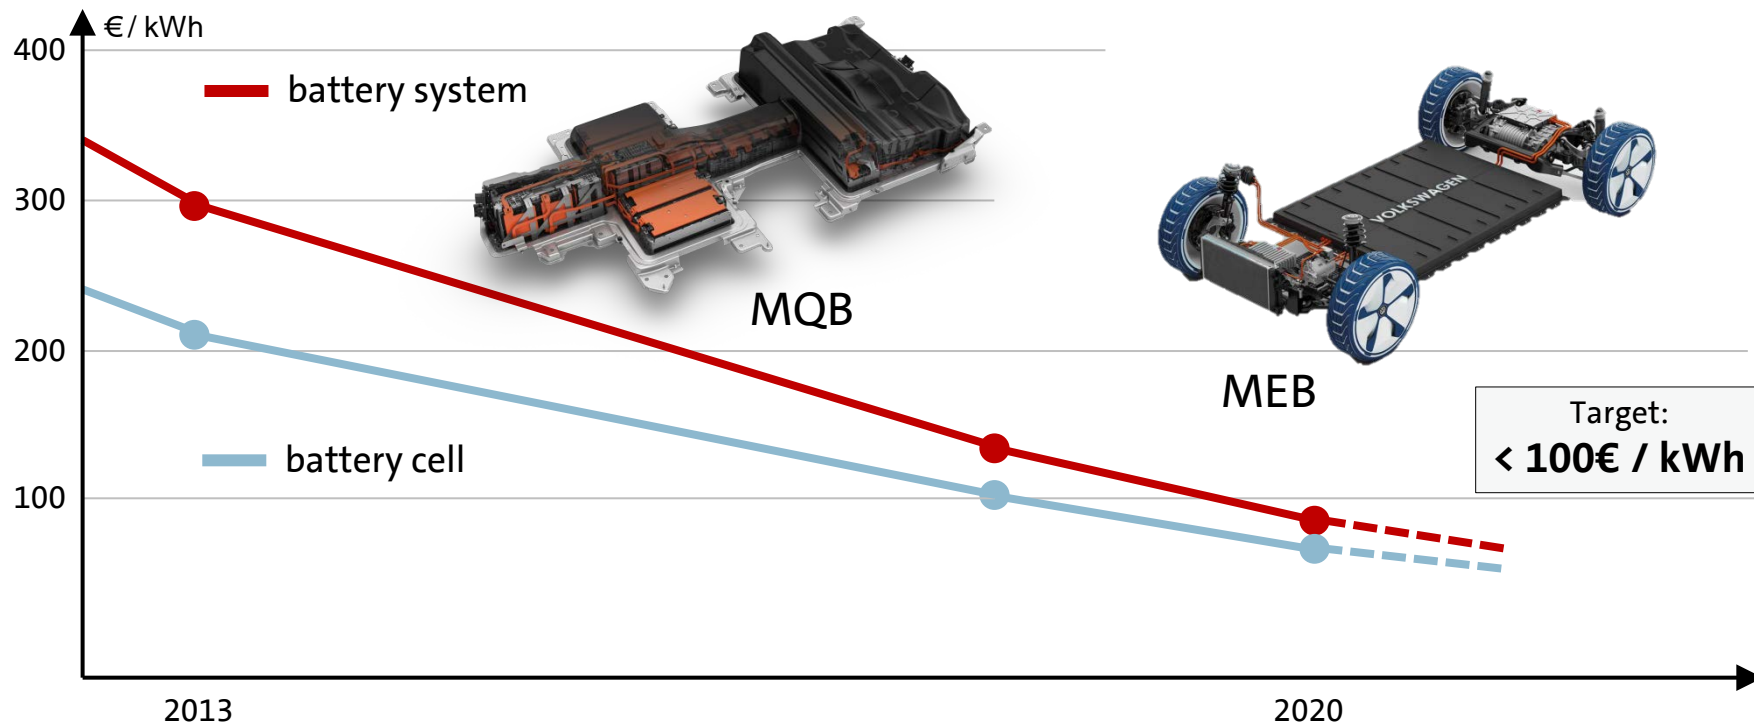 € / kWh
400
battery system
300
VOLKSWAGEN
MQB
200
MEB
Target:
< 100€ / kWh
battery cell
100
2013
2020